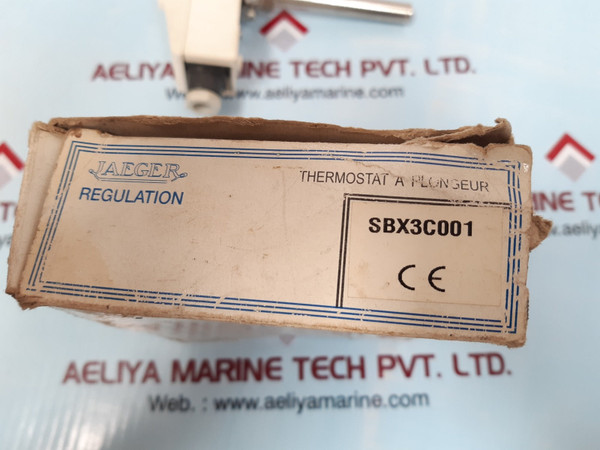 AELIYA MARINE TECH PVT. LTD.
www.aeliyamarine.com
JAEGER
REGULATION
THERMOSTAT A PLONGEUR
SBX3C001
CE
AELIYA MARINE TECH PVT. LTD.
Web. : www.aeliyamarine.com